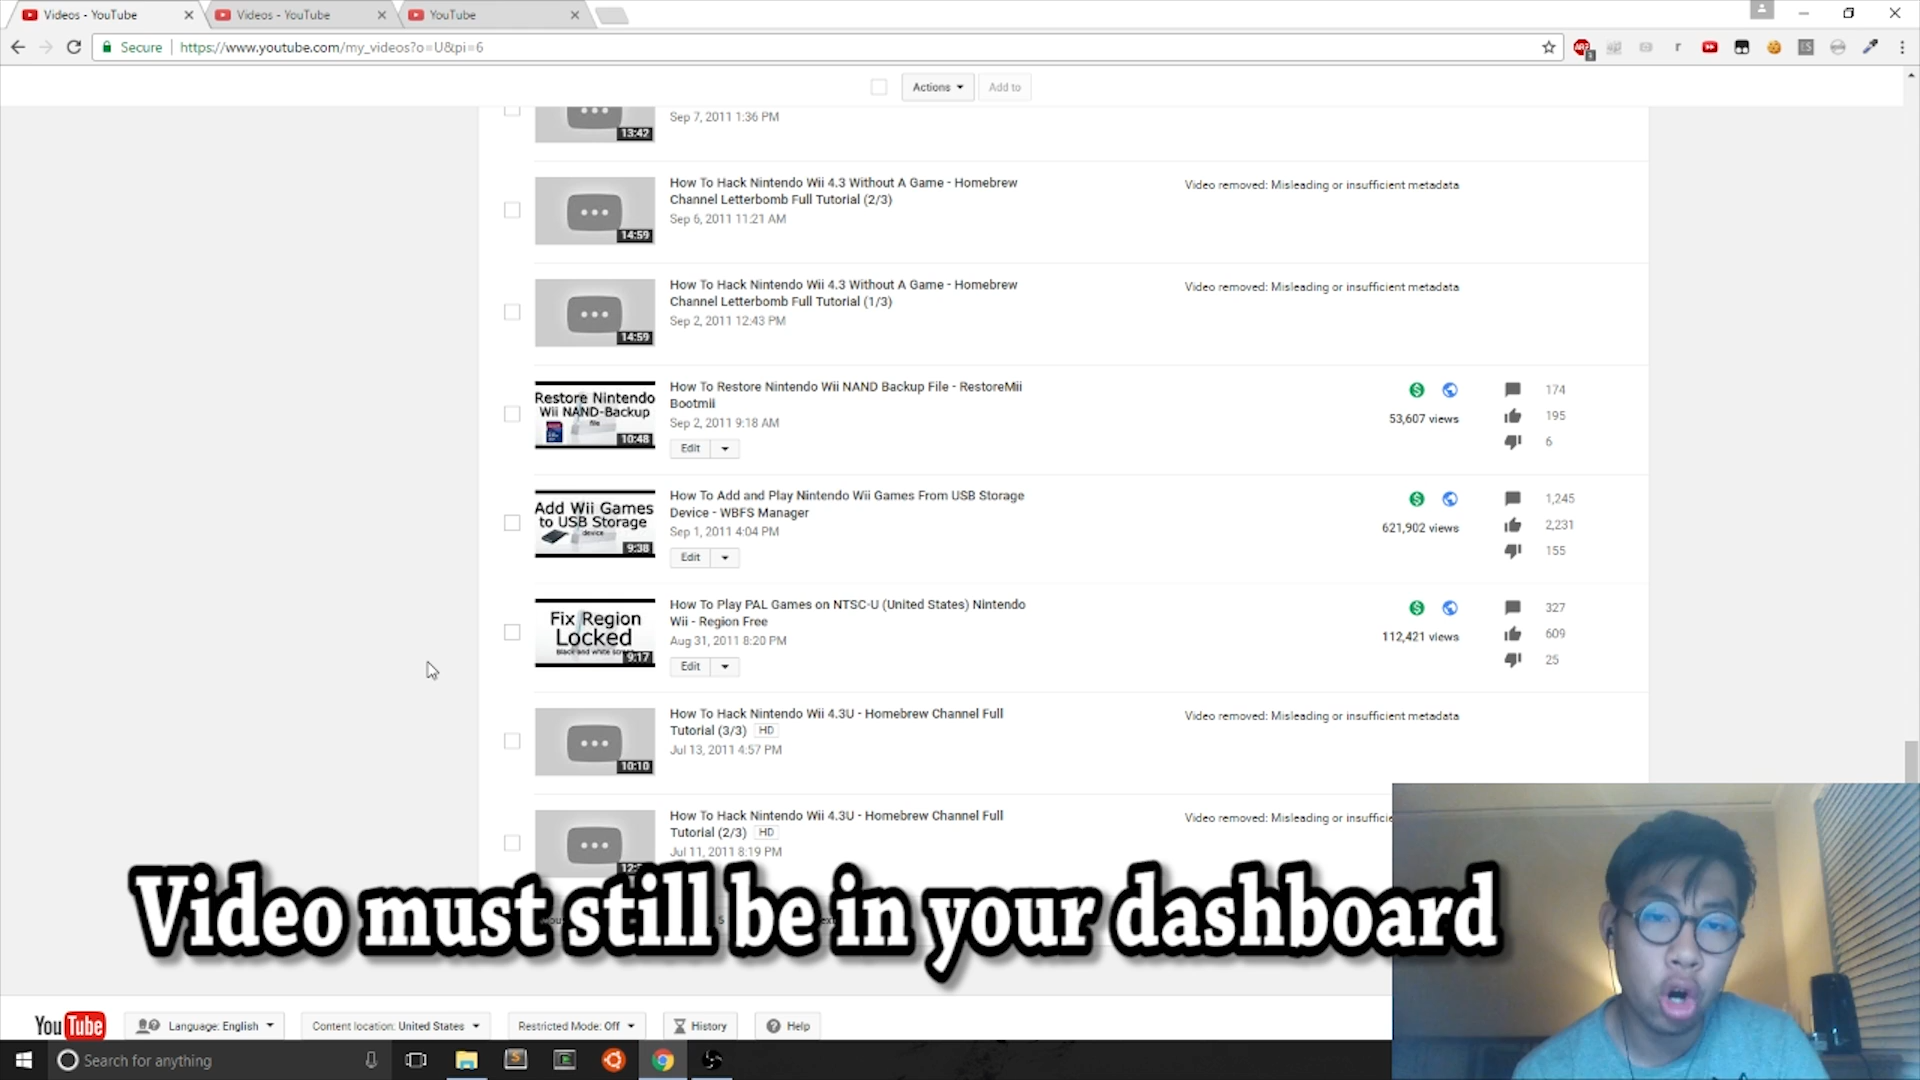 Videos - YouTube
Videos - YouTube
YouTube
Secure
https://www.youtube.com/my_videos?o=U&pi=6
Actions
Add to
13:42
Sep 7, 2011 1:36 PM
14:59
How To Hack Nintendo Wii 4.3 Without A Game - Homebrew
Channel Letterbomb Full Tutorial (2/3)
Sep 6, 2011 11:21 AM
Video removed: Misleading or insufficient metadata
14:59
How To Hack Nintendo Wii 4.3 Without A Game - Homebrew
Channel Letterbomb Full Tutorial (1/3)
Sep 2, 2011 12:43 PM
Video removed: Misleading or insufficient metadata
Restore Nintendo
Wii NAND-Backup
file
10:48
How To Restore Nintendo Wii NAND Backup File - RestoreMii
Bootmii
Sep 2, 2011 9:18 AM
Edit
53,607 views
174
195
6
Add Wii Games
to USB Storage
device
9:38
How To Add and Play Nintendo Wii Games From USB Storage
Device - WBFS Manager
Sep 1, 2011 4:04 PM
Edit
621,902 views
1,245
2,231
155
Fix Region
Locked
Black and white
9:17
How To Play PAL Games on NTSC-U (United States) Nintendo
Wii - Region Free
Aug 31, 2011 8:20 PM
Edit
112,421 views
327
609
25
10:10
How To Hack Nintendo Wii 4.3U - Homebrew Channel Full
Tutorial (3/3) HD
Jul 13, 2011 4:57 PM
Video removed: Misleading or insufficient metadata
How To Hack Nintendo Wii 4.3U - Homebrew Channel Full
Tutorial (2/3) HD
Jul 11, 2011 8:19 PM
Video removed: Misleading or
Video must still be in your dashboard
YouTube
Language: English
Content location: United States
Restricted Mode: Off
History
Help
Search for anything